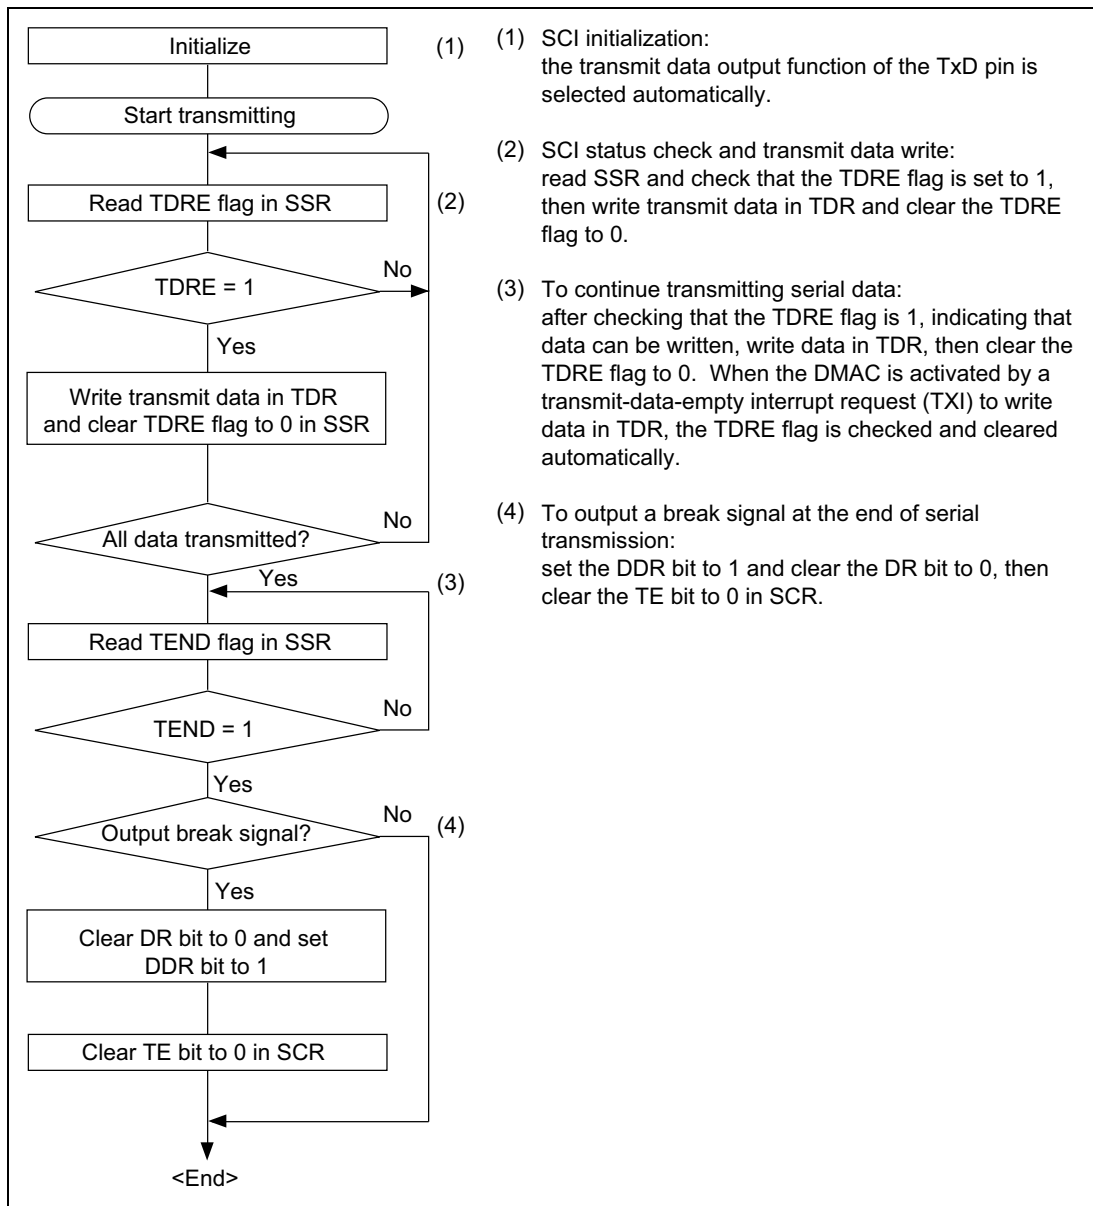 Initialize
(1)
Start transmitting
Read TDRE flag in SSR
(2)
TDRE = 1
No
Yes
Write transmit data in TDR
and clear TDRE flag to 0 in SSR
All data transmitted?
No
Yes
(3)
Read TEND flag in SSR
TEND = 1
No
Yes
Output break signal?
No
(4)
Yes
Clear DR bit to 0 and set
DDR bit to 1
Clear TE bit to 0 in SCR
<End>
(1) SCI initialization:
the transmit data output function of the TxD pin is
selected automatically.
(2) SCI status check and transmit data write:
read SSR and check that the TDRE flag is set to 1,
then write transmit data in TDR and clear the TDRE
flag to 0.
(3) To continue transmitting serial data:
after checking that the TDRE flag is 1, indicating that
data can be written, write data in TDR, then clear the
TDRE flag to 0.  When the DMAC is activated by a
transmit-data-empty interrupt request (TXI) to write
data in TDR, the TDRE flag is checked and cleared
automatically.
(4) To output a break signal at the end of serial
transmission:
set the DDR bit to 1 and clear the DR bit to 0, then
clear the TE bit to 0 in SCR.